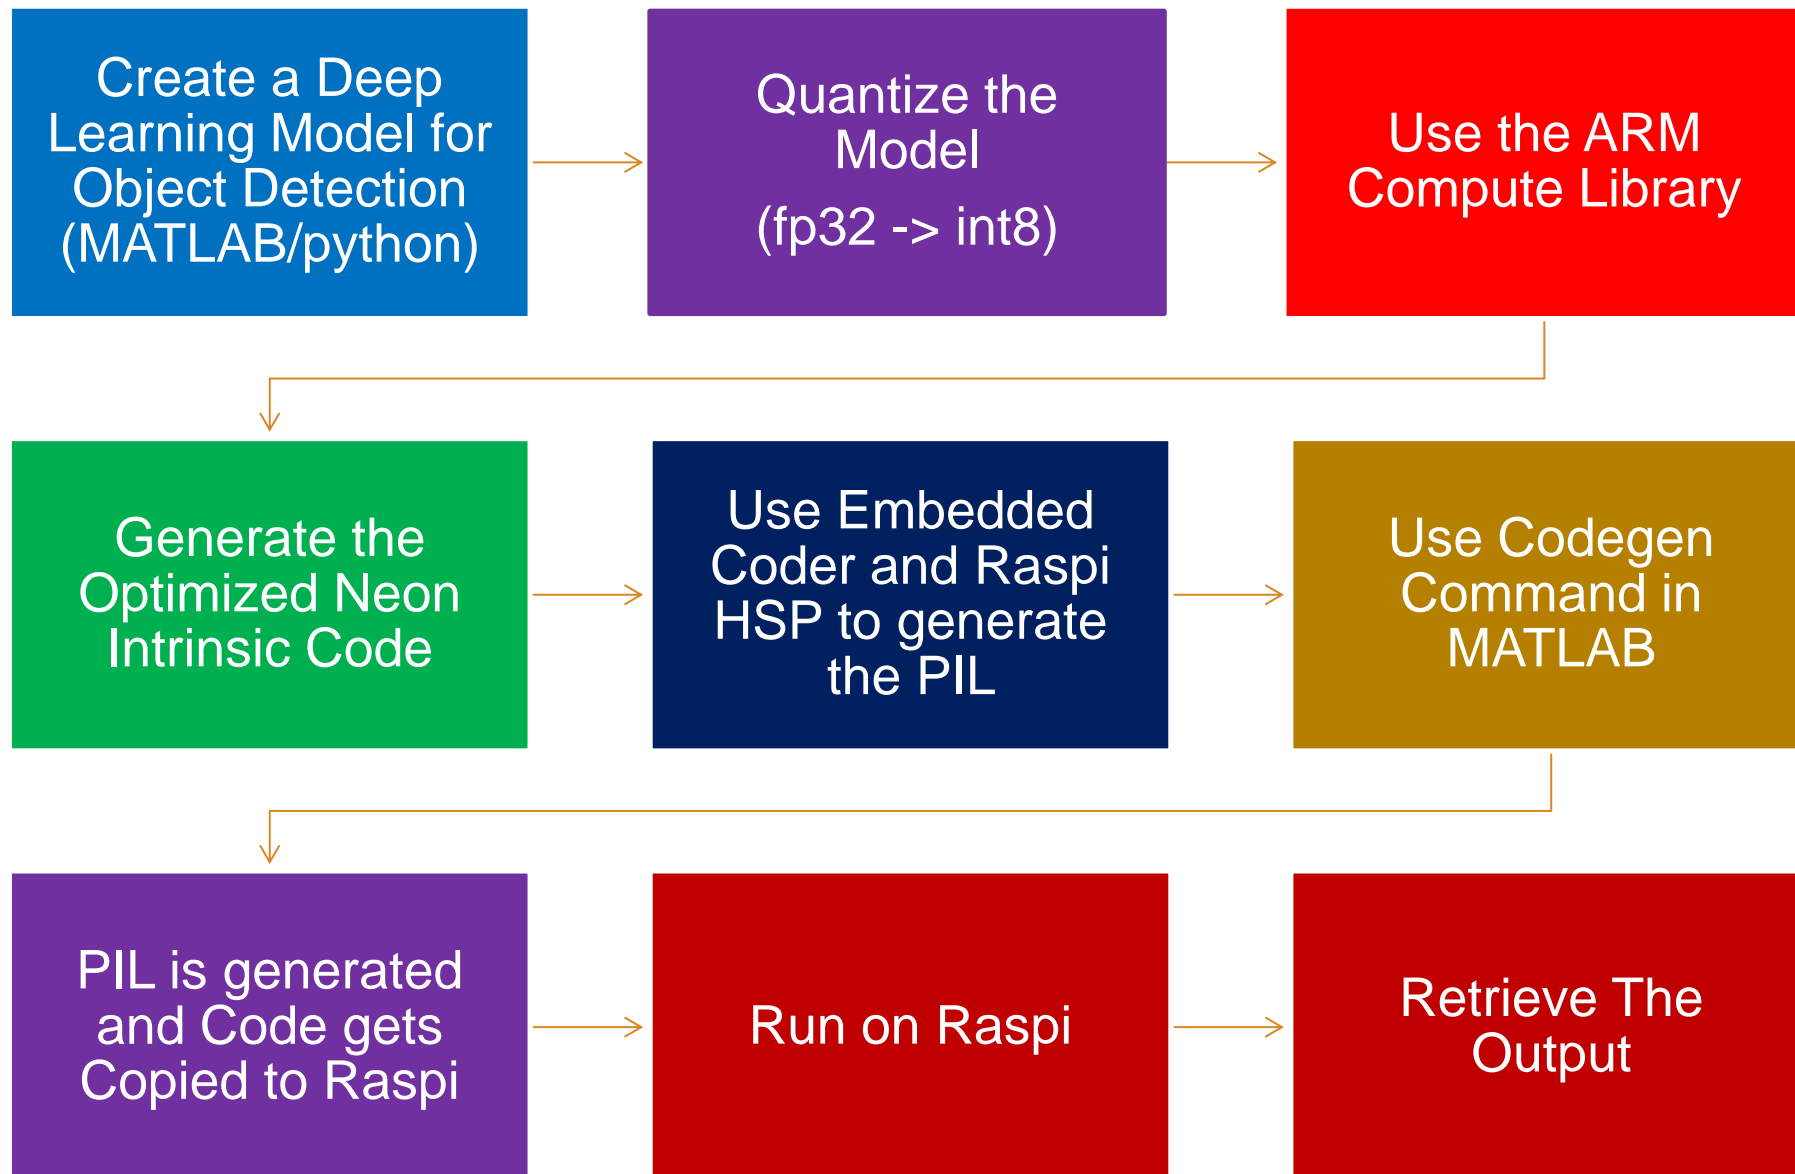 Create a Deep
Learning Model for
Object Detection
(MATLAB/python)
Quantize the
Model
(fp32 -> int8)
Use the ARM
Compute Library
Generate the
Optimized Neon
Intrinsic Code
Use Embedded
Coder and Raspi
HSP to generate
the PIL
Use Codegen
Command in
MATLAB
PIL is generated
and Code gets
Copied to Raspi
Run on Raspi
Retrieve The
Output